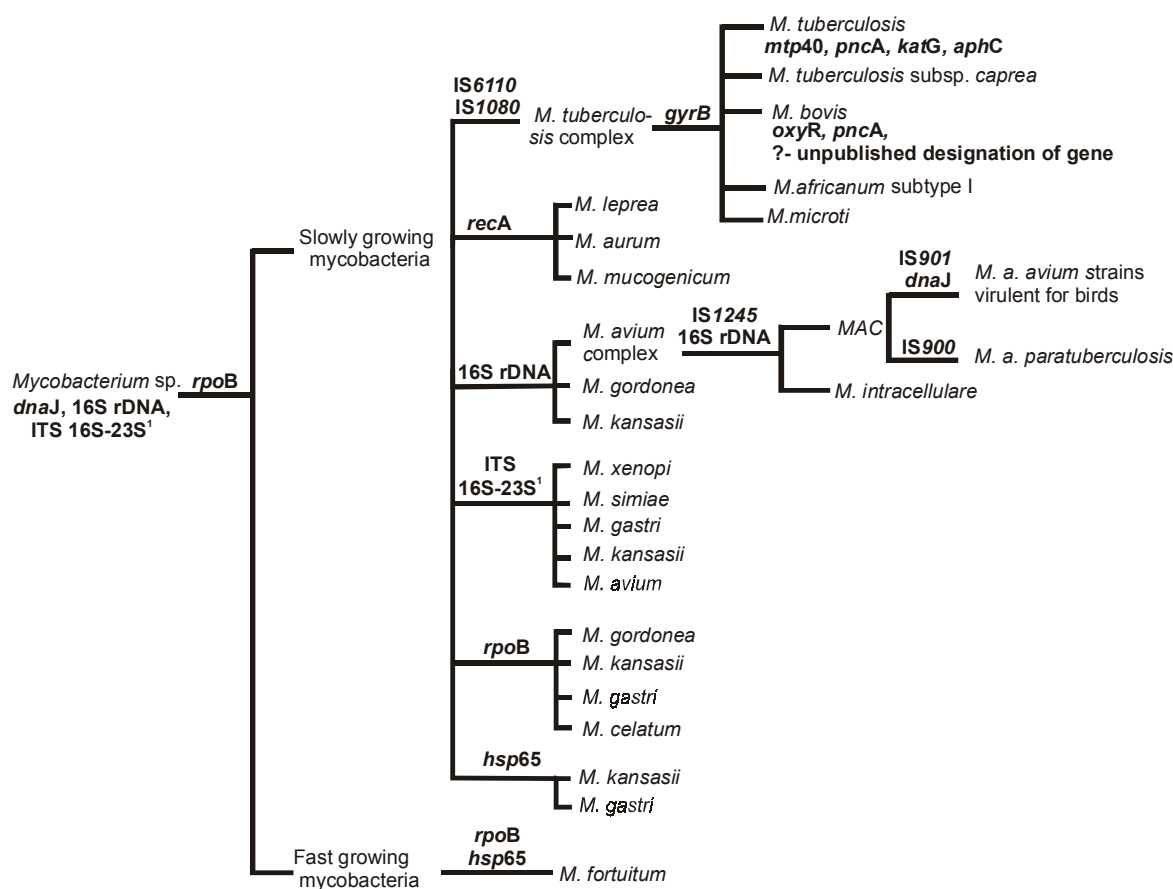 Mycobacterium sp.
dnaJ, 16S rDNA,
ITS 16S-23S¹
rpoB
Slowly growing
mycobacteria
IS6110
IS1080
M. tuberculo-
sis complex
gyrB
M. tuberculosis
mtp40, pncA, katG, aphC
M. tuberculosis subsp. caprea
M. bovis
oxyR, pncA,
?- unpublished designation of gene
M.africanum subtype I
M.microti
recA
M. leprea
M. aurum
M. mucogenicum
16S rDNA
M. avium
complex
M. gordonea
M. kansasii
IS1245
16S rDNA
MAC
M. intracellulare
IS901
dnaJ
M. a. avium strains
virulent for birds
IS900
M. a. paratuberculosis
ITS
16S-23S¹
M. xenopi
M. simiae
M. gastri
M. kansasii
M. avium
rpoB
M. gordonea
M. kansasii
M. gastri
M. celatum
hsp65
M. kansasii
M. gastri
Fast growing
mycobacteria
rpoB
hsp65
M. fortuitum